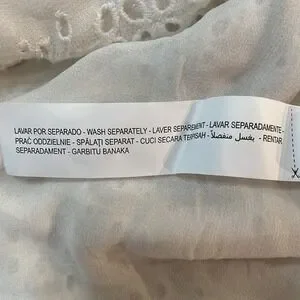 LAVAR POR SEPARADO - WASH SEPARATELY - LAVER SEPAREMENT - LAVAR SEPARADAMENTE -
PRAĆ ODDZIELNIE - SPĂLAȚI SEPARAT - CUCI SECARA TERPISAH - يغسل منفصلاً - RENTAR
SEPARADAMENT - GARBITU BANAKA